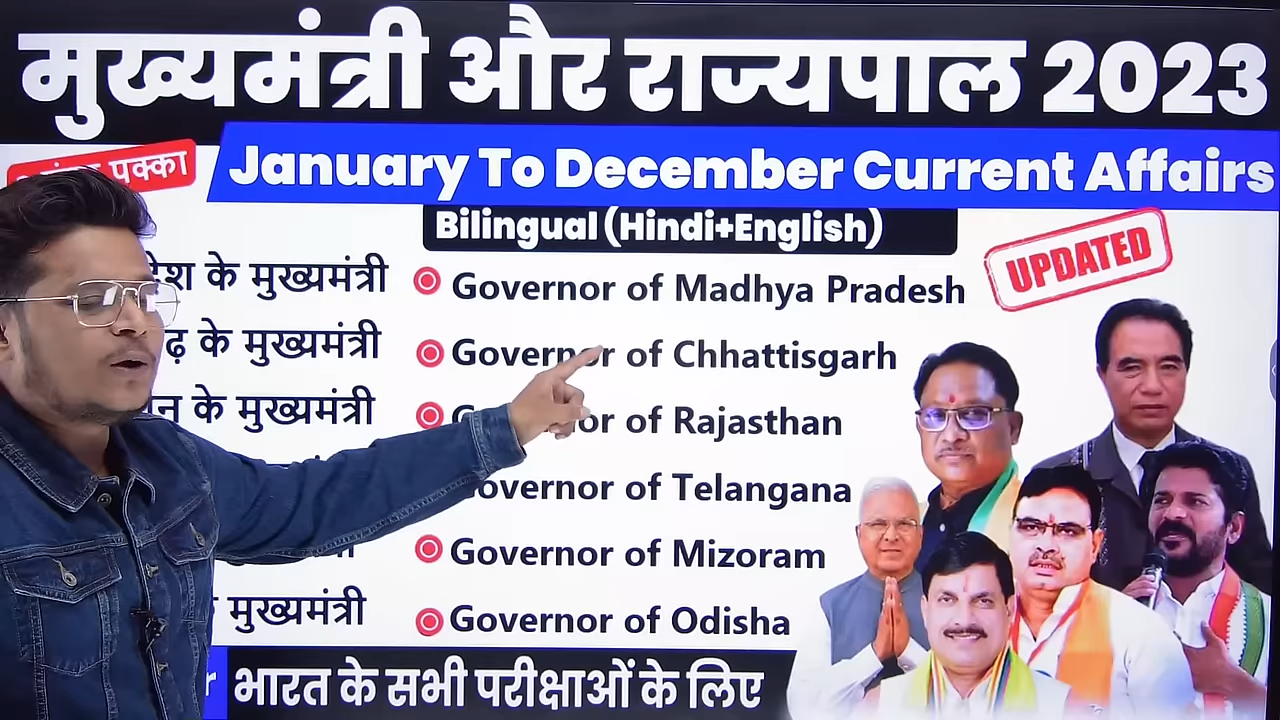 मुख्यमंत्री और राज्यपाल 2023
पक्का
January To December Current Affairs
Bilingual (Hindi+English)
UPDATED
के मुख्यमंत्री
Governor of Madhya Pradesh
के मुख्यमंत्री
Governor of Chhattisgarh
के मुख्यमंत्री
of Rajasthan
Governor of Telangana
Governor of Mizoram
मुख्यमंत्री
Governor of Odisha
भारत के सभी परीक्षाओं के लिए